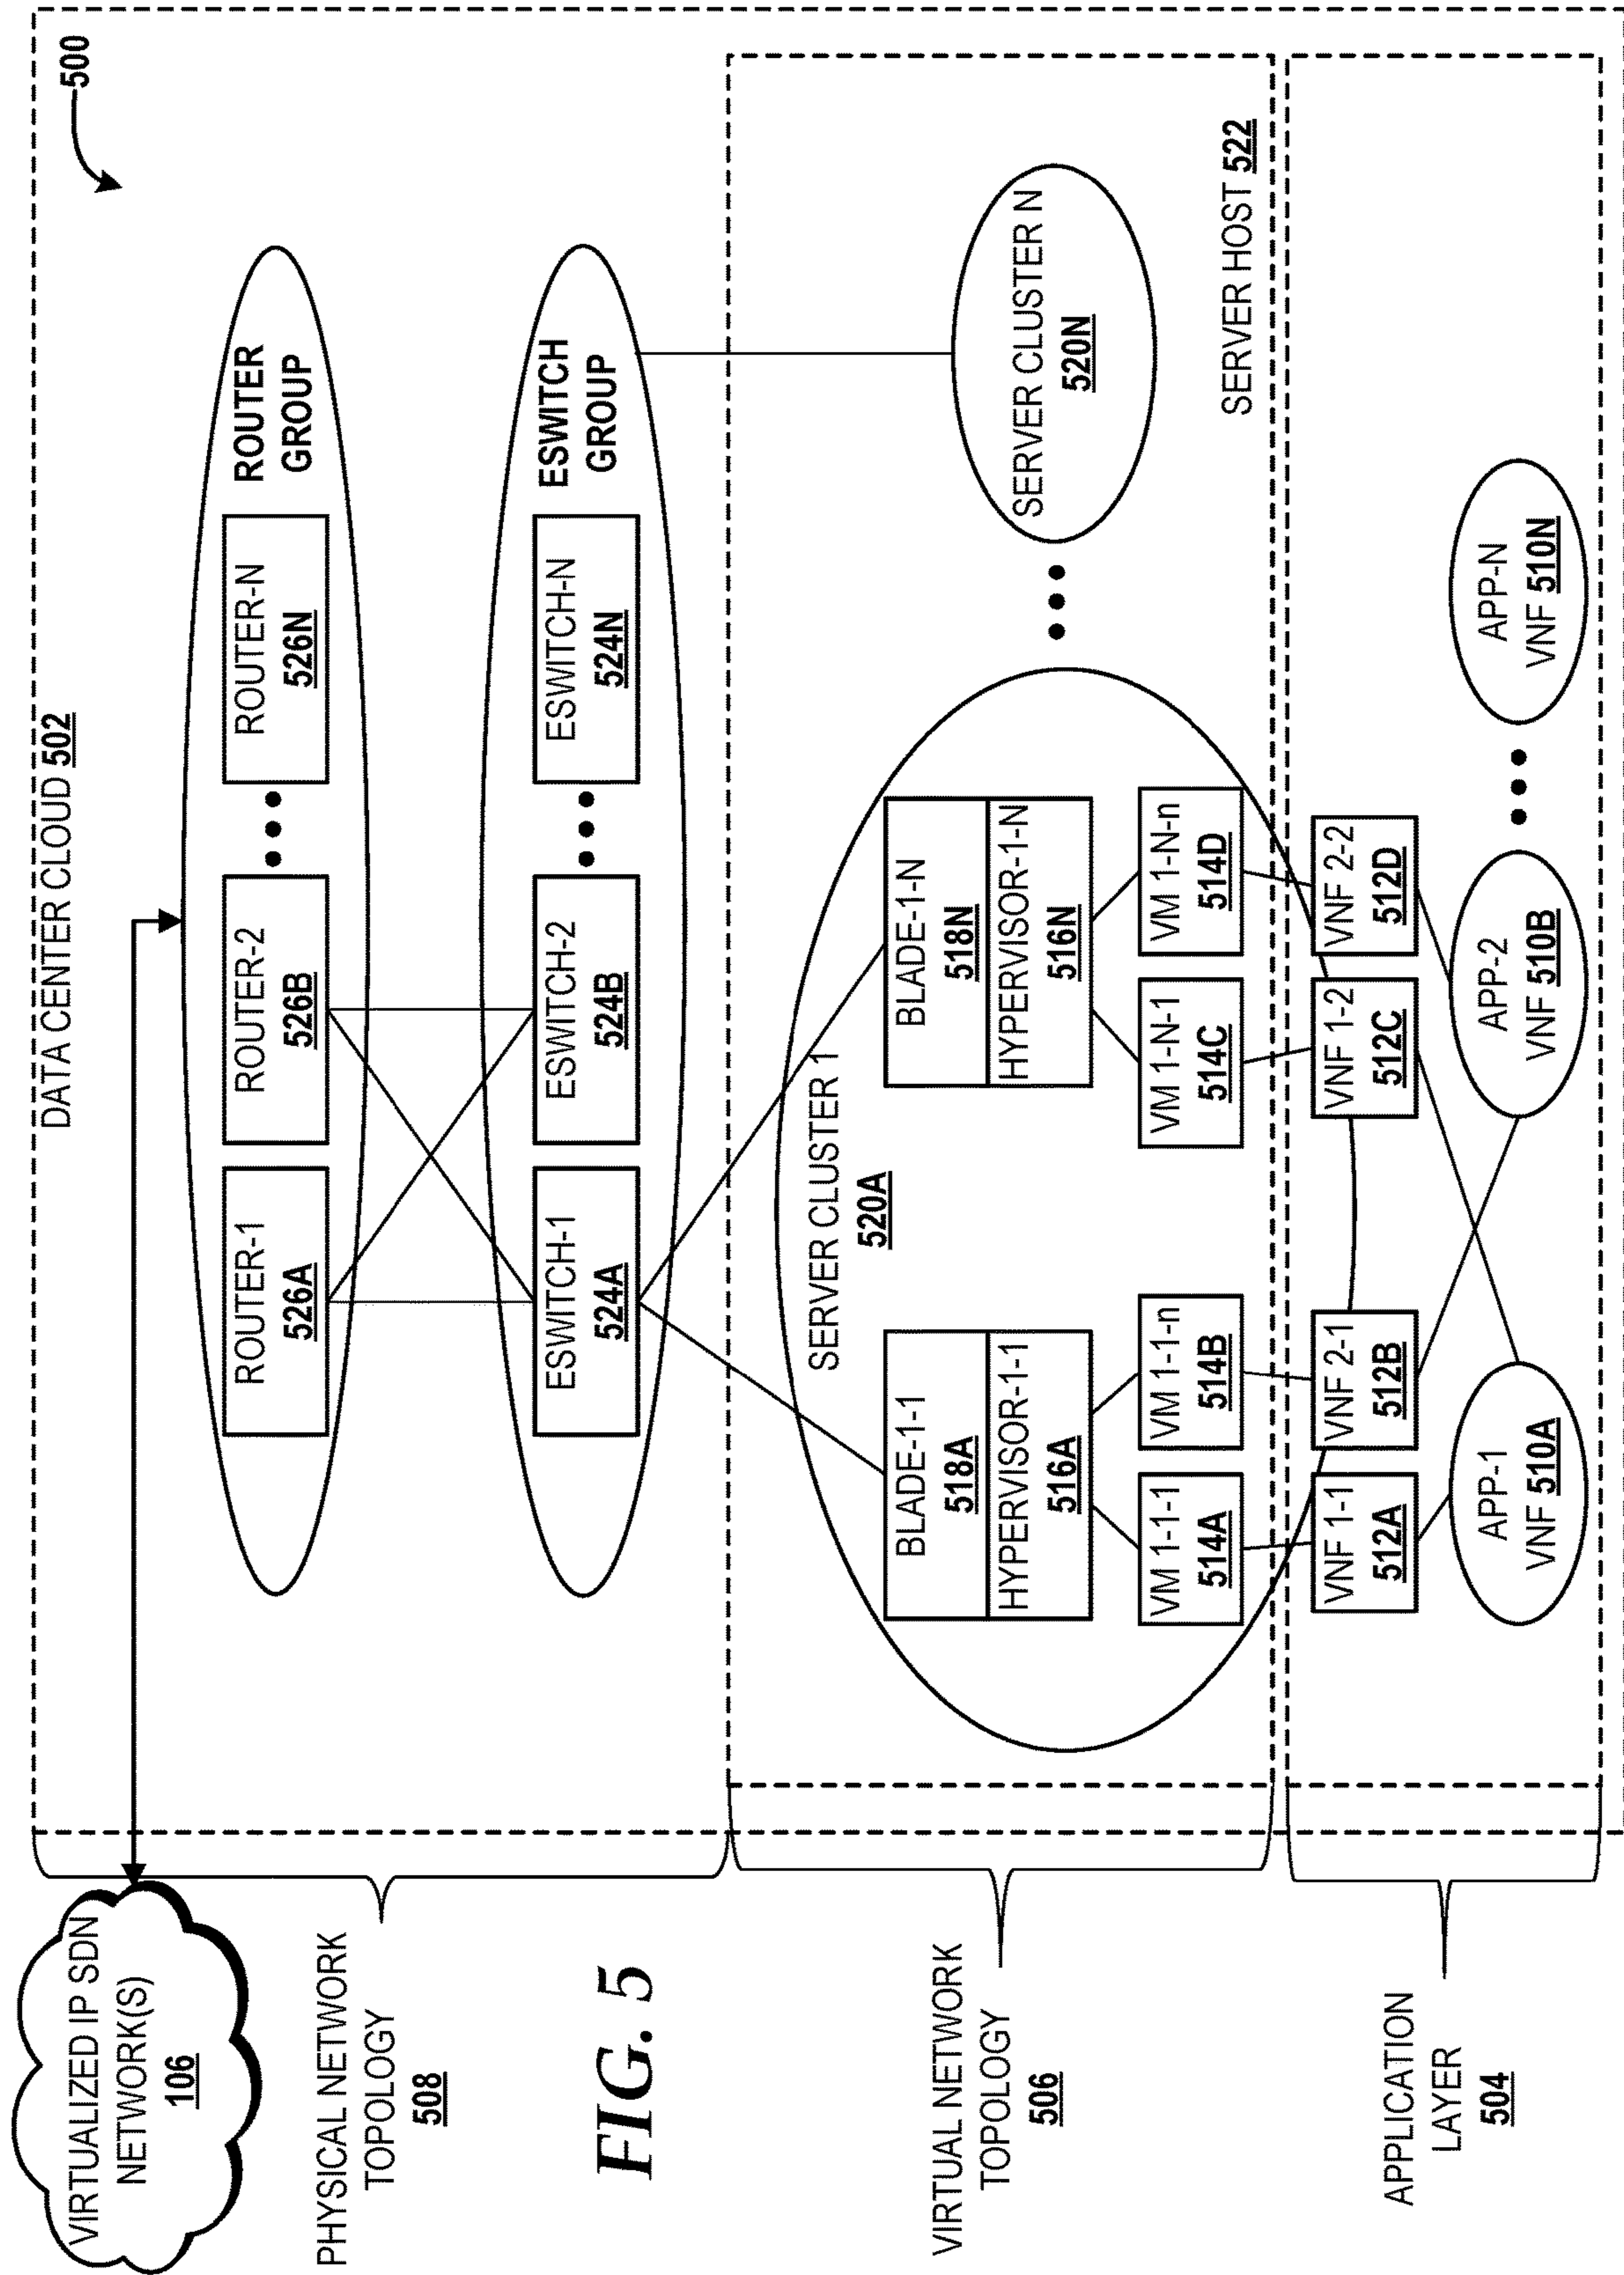 500
DATA CENTER CLOUD 502
VIRTUALIZED IP SDN
NETWORK(S)
106
ROUTER-1
526A
ROUTER-2
526B
ROUTER-N
526N
ROUTER
GROUP
PHYSICAL NETWORK
TOPOLOGY
508
ESWITCH-1
524A
ESWITCH-2
524B
ESWITCH-N
524N
ESWITCH
GROUP
FIG. 5
SERVER CLUSTER 1
520A
BLADE-1-1
518A
HYPERVISOR-1-1
516A
BLADE-1-N
518N
HYPERVISOR-1-N
516N
SERVER CLUSTER N
520N
VIRTUAL NETWORK
TOPOLOGY
506
VM 1-1-1
514A
VM 1-1-n
514B
VM 1-N-1
514C
VM 1-N-n
514D
SERVER HOST 522
VNF 1-1
512A
VNF 2-1
512B
VNF 1-2
512C
VNF 2-2
512D
APPLICATION
LAYER
504
APP-1
VNF 510A
APP-2
VNF 510B
APP-N
VNF 510N